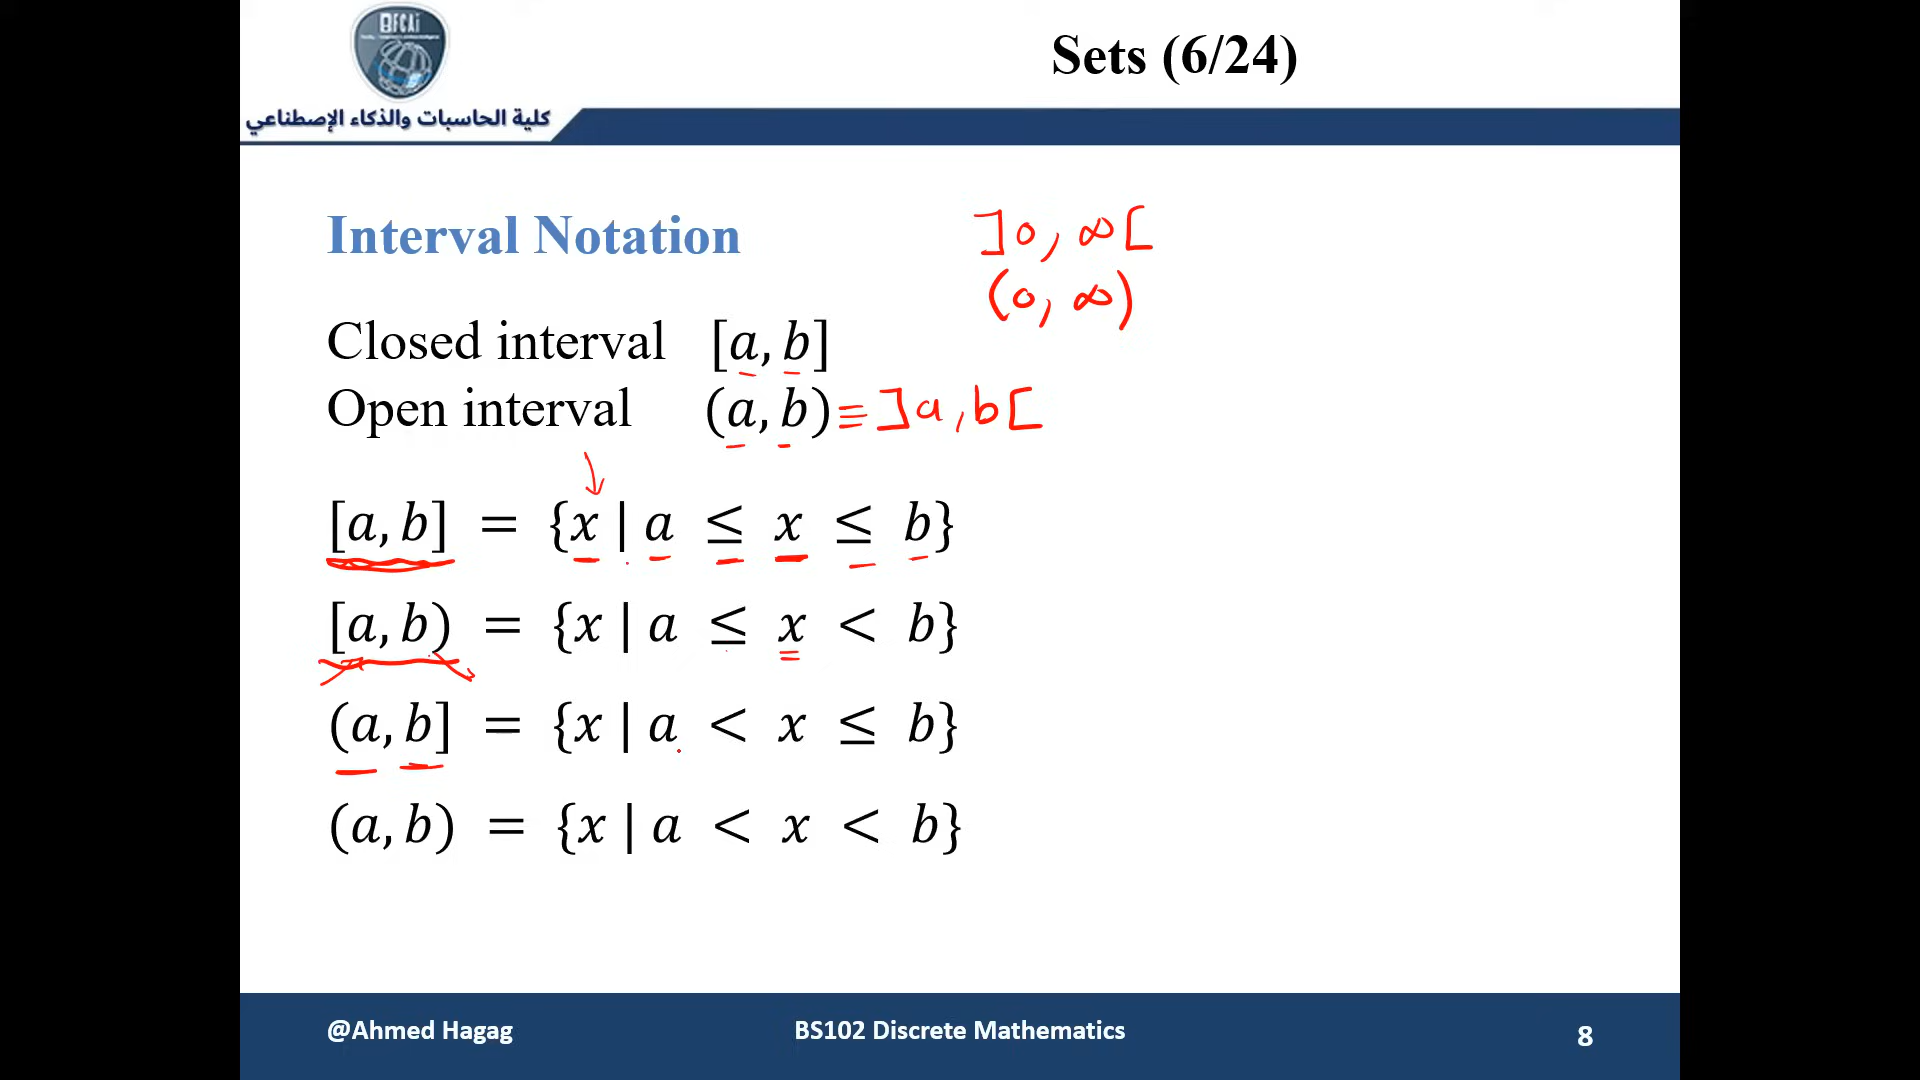 BFCAi
Sets (6/24)
كلية الحاسبات والذكاء الإصطناعي
Interval Notation
]0, ∞[
(0, ∞)
Closed interval [a, b]
Open interval (a, b) ≡ ]a, b[
[a, b] = {x | a ≤ x ≤ b}
[a, b) = {x | a ≤ x < b}
(a, b] = {x | a < x ≤ b}
(a, b) = {x | a < x < b}
@Ahmed Hagag
BS102 Discrete Mathematics
8